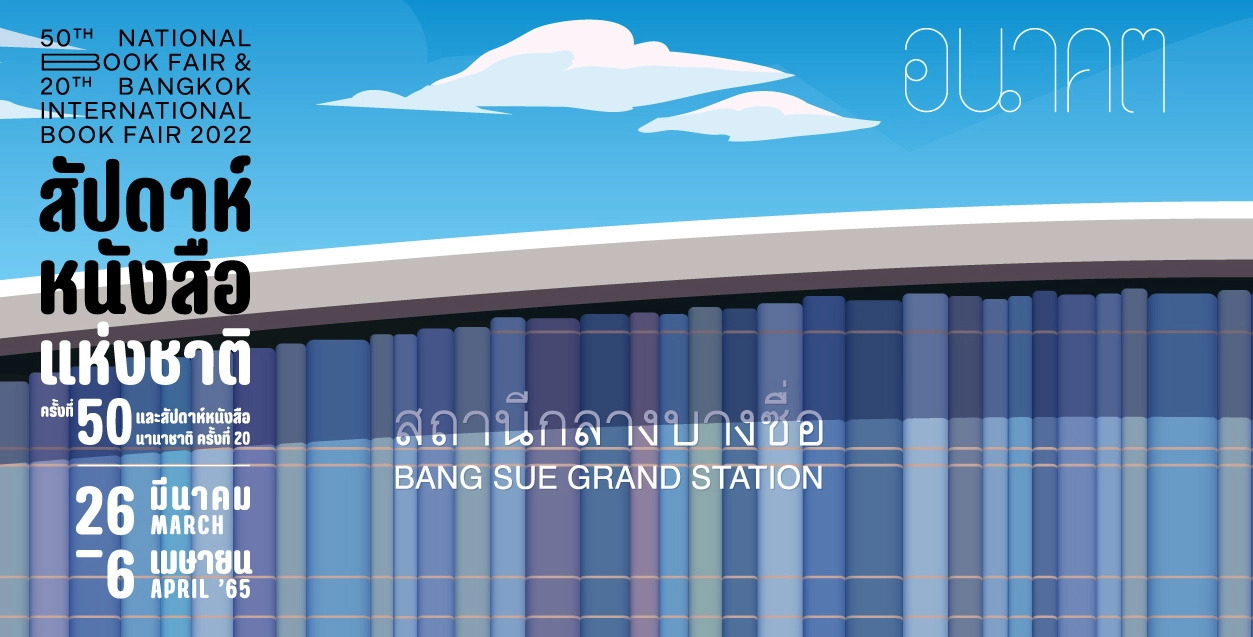 50TH NATIONAL
BOOK FAIR &
20TH BANGKOK
INTERNATIONAL
BOOK FAIR 2022
สัปดาห์
หนังสือ
แห่งชาติ
ครั้งที่ 50 และสัปดาห์หนังสือ
นานาชาติ ครั้งที่ 20
26 มีนาคม
MARCH
–6 เมษายน
APRIL '65
อนาคต
สถานีกลางบางซื่อ
BANG SUE GRAND STATION